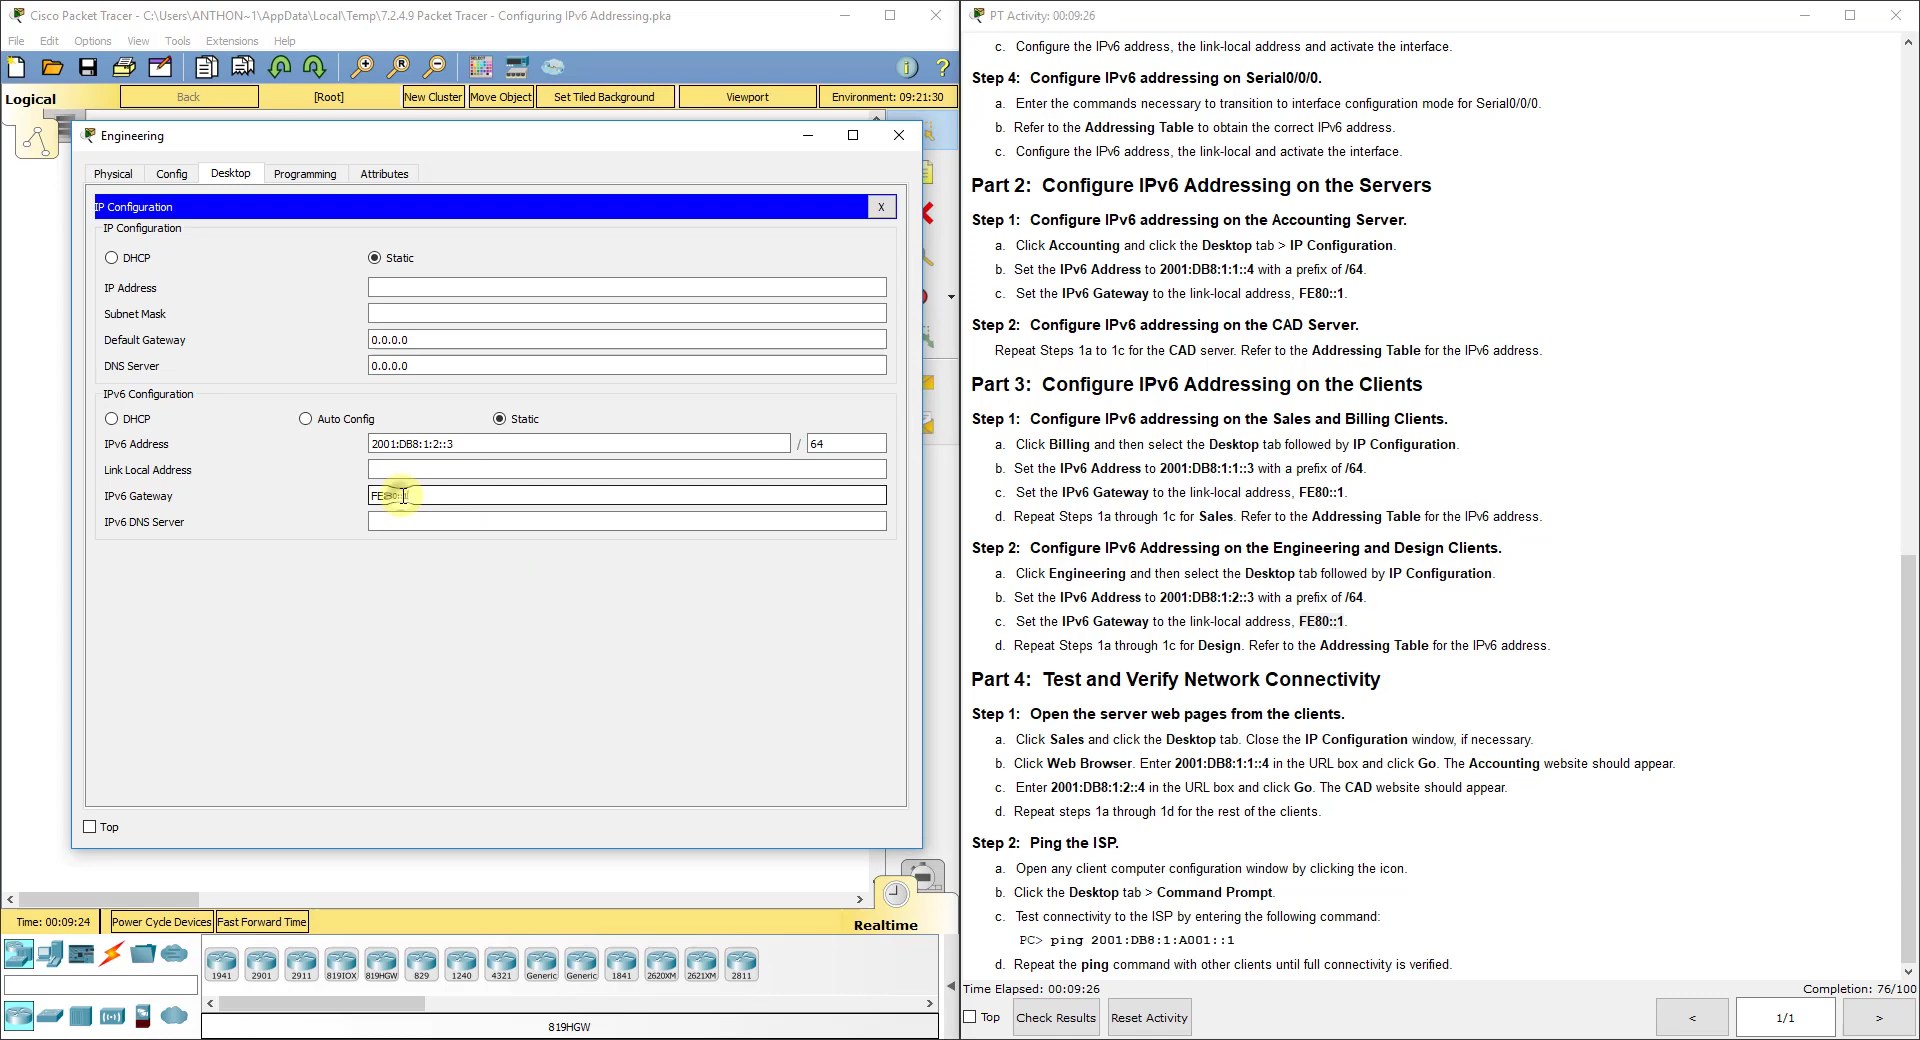 Cisco Packet Tracer - C:\Users\ANTHON~1\AppData\Local\Temp\7.2.4.9 Packet Tracer - Configuring IPv6 Addressing.pka
File Edit Options View Tools Extensions Help
Logical
Back
[Root]
New Cluster
Move Object
Set Tiled Background
Viewport
Environment: 09:21:30
Engineering
Physical Config Desktop Programming Attributes
IP Configuration
X
IP Configuration
DHCP
Static
IP Address
Subnet Mask
Default Gateway
0.0.0.0
DNS Server
0.0.0.0
IPv6 Configuration
DHCP
Auto Config
Static
IPv6 Address
2001:DB8:1:2::3
/
64
Link Local Address
IPv6 Gateway
FE80::1
IPv6 DNS Server
Top
Time: 00:09:24
Power Cycle Devices
Fast Forward Time
Realtime
1941 2901 2911 819IOX 819HGW 829 1240 4321 Generic Generic 1841 2620XM 2621XM 2811
819HGW
PT Activity: 00:09:26
c. Configure the IPv6 address, the link-local address and activate the interface.
Step 4: Configure IPv6 addressing on Serial0/0/0.
a. Enter the commands necessary to transition to interface configuration mode for Serial0/0/0.
b. Refer to the Addressing Table to obtain the correct IPv6 address.
c. Configure the IPv6 address, the link-local and activate the interface.
Part 2: Configure IPv6 Addressing on the Servers
Step 1: Configure IPv6 addressing on the Accounting Server.
a. Click Accounting and click the Desktop tab > IP Configuration.
b. Set the IPv6 Address to 2001:DB8:1:1::4 with a prefix of /64.
c. Set the IPv6 Gateway to the link-local address, FE80::1.
Step 2: Configure IPv6 addressing on the CAD Server.
Repeat Steps 1a to 1c for the CAD server. Refer to the Addressing Table for the IPv6 address.
Part 3: Configure IPv6 Addressing on the Clients
Step 1: Configure IPv6 addressing on the Sales and Billing Clients.
a. Click Billing and then select the Desktop tab followed by IP Configuration.
b. Set the IPv6 Address to 2001:DB8:1:1::3 with a prefix of /64.
c. Set the IPv6 Gateway to the link-local address, FE80::1.
d. Repeat Steps 1a through 1c for Sales. Refer to the Addressing Table for the IPv6 address.
Step 2: Configure IPv6 Addressing on the Engineering and Design Clients.
a. Click Engineering and then select the Desktop tab followed by IP Configuration.
b. Set the IPv6 Address to 2001:DB8:1:2::3 with a prefix of /64.
c. Set the IPv6 Gateway to the link-local address, FE80::1.
d. Repeat Steps 1a through 1c for Design. Refer to the Addressing Table for the IPv6 address.
Part 4: Test and Verify Network Connectivity
Step 1: Open the server web pages from the clients.
a. Click Sales and click the Desktop tab. Close the IP Configuration window, if necessary.
b. Click Web Browser. Enter 2001:DB8:1:1::4 in the URL box and click Go. The Accounting website should appear.
c. Enter 2001:DB8:1:2::4 in the URL box and click Go. The CAD website should appear.
d. Repeat steps 1a through 1d for the rest of the clients.
Step 2: Ping the ISP.
a. Open any client computer configuration window by clicking the icon.
b. Click the Desktop tab > Command Prompt.
c. Test connectivity to the ISP by entering the following command:
PC> ping 2001:DB8:1:A001::1
d. Repeat the ping command with other clients until full connectivity is verified.
Time Elapsed: 00:09:26
Completion: 76/100
Top
Check Results
Reset Activity
<
1/1
>